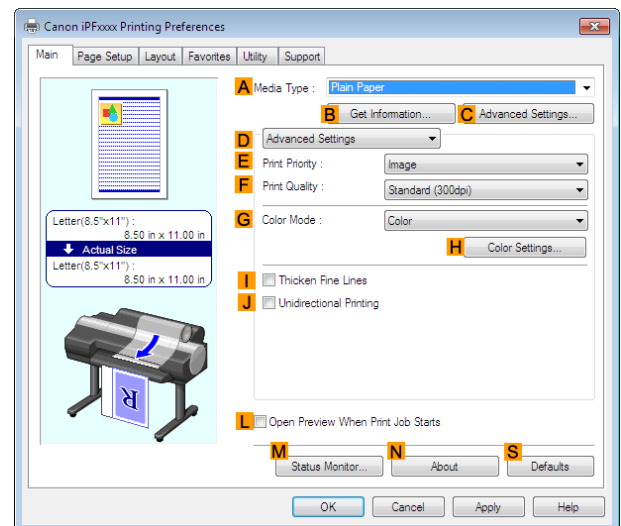 Canon iPFxxxx Printing Preferences
Main Page Setup Layout Favorites Utility Support
A Media Type : Plain Paper
B Get Information... C Advanced Settings...
D Advanced Settings
E Print Priority : Image
F Print Quality : Standard (300dpi)
G Color Mode : Color
H Color Settings...
Letter(8.5"x11") :
8.50 in x 11.00 in
Actual Size
Letter(8.5"x11") :
8.50 in x 11.00 in
I Thicken Fine Lines
J Unidirectional Printing
R
L Open Preview When Print Job Starts
M Status Monitor... N About S Defaults
OK Cancel Apply Help